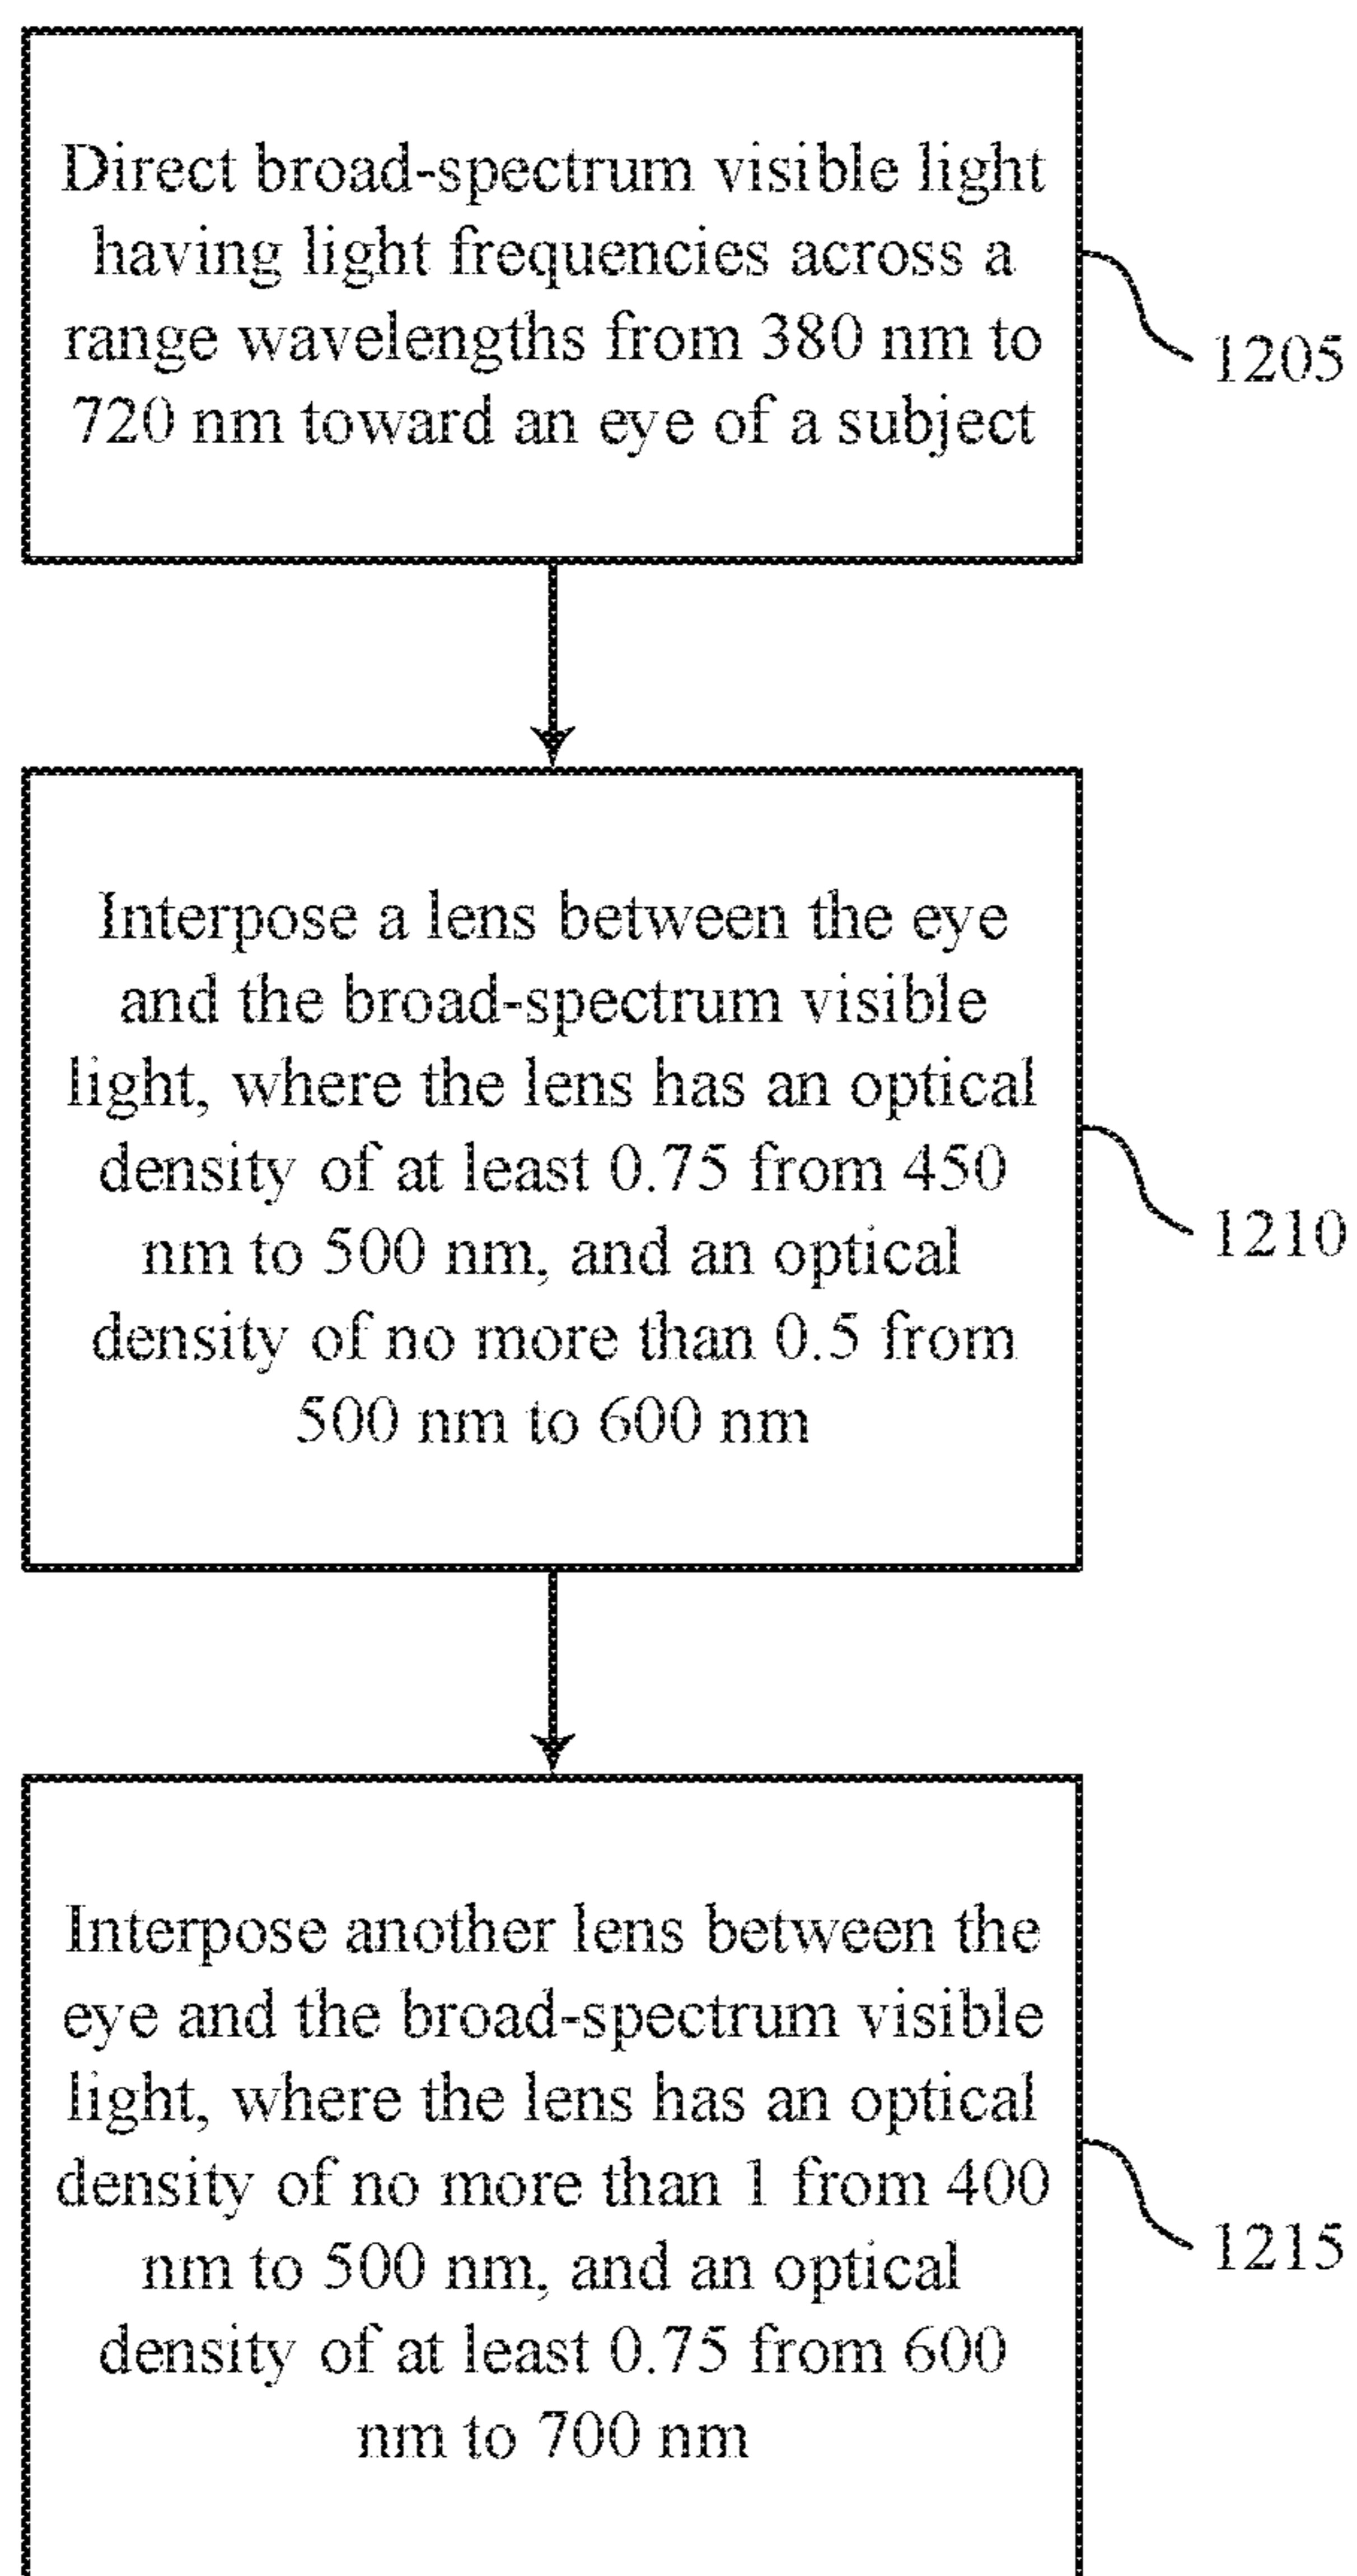 Direct broad-spectrum visible light
having light frequencies across a
range wavelengths from 380 nm to
720 nm toward an eye of a subject
1205
Interpose a lens between the eye
and the broad-spectrum visible
light, where the lens has an optical
density of at least 0.75 from 450
nm to 500 nm, and an optical
density of no more than 0.5 from
500 nm to 600 nm
1210
Interpose another lens between the
eye and the broad-spectrum visible
light, where the lens has an optical
density of no more than 1 from 400
nm to 500 nm, and an optical
density of at least 0.75 from 600
nm to 700 nm
1215